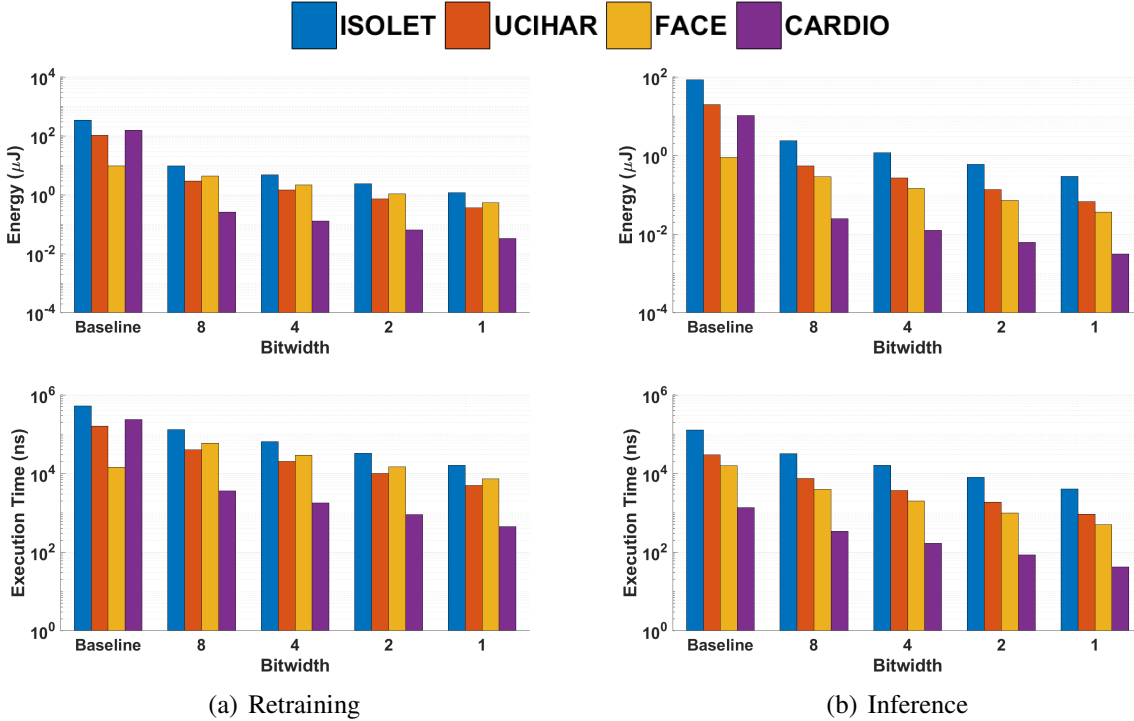 ISOLET UCIHAR FACE CARDIO
10^4
10^2
10^0
10^-2
10^-4
Energy (μJ)
Baseline 8 4 2 1
Bitwidth
10^2
10^0
10^-2
10^-4
Energy (μJ)
Baseline 8 4 2 1
Bitwidth
10^6
10^4
10^2
10^0
Execution Time (ns)
Baseline 8 4 2 1
Bitwidth
(a) Retraining
10^6
10^4
10^2
10^0
Execution Time (ns)
Baseline 8 4 2 1
Bitwidth
(b) Inference